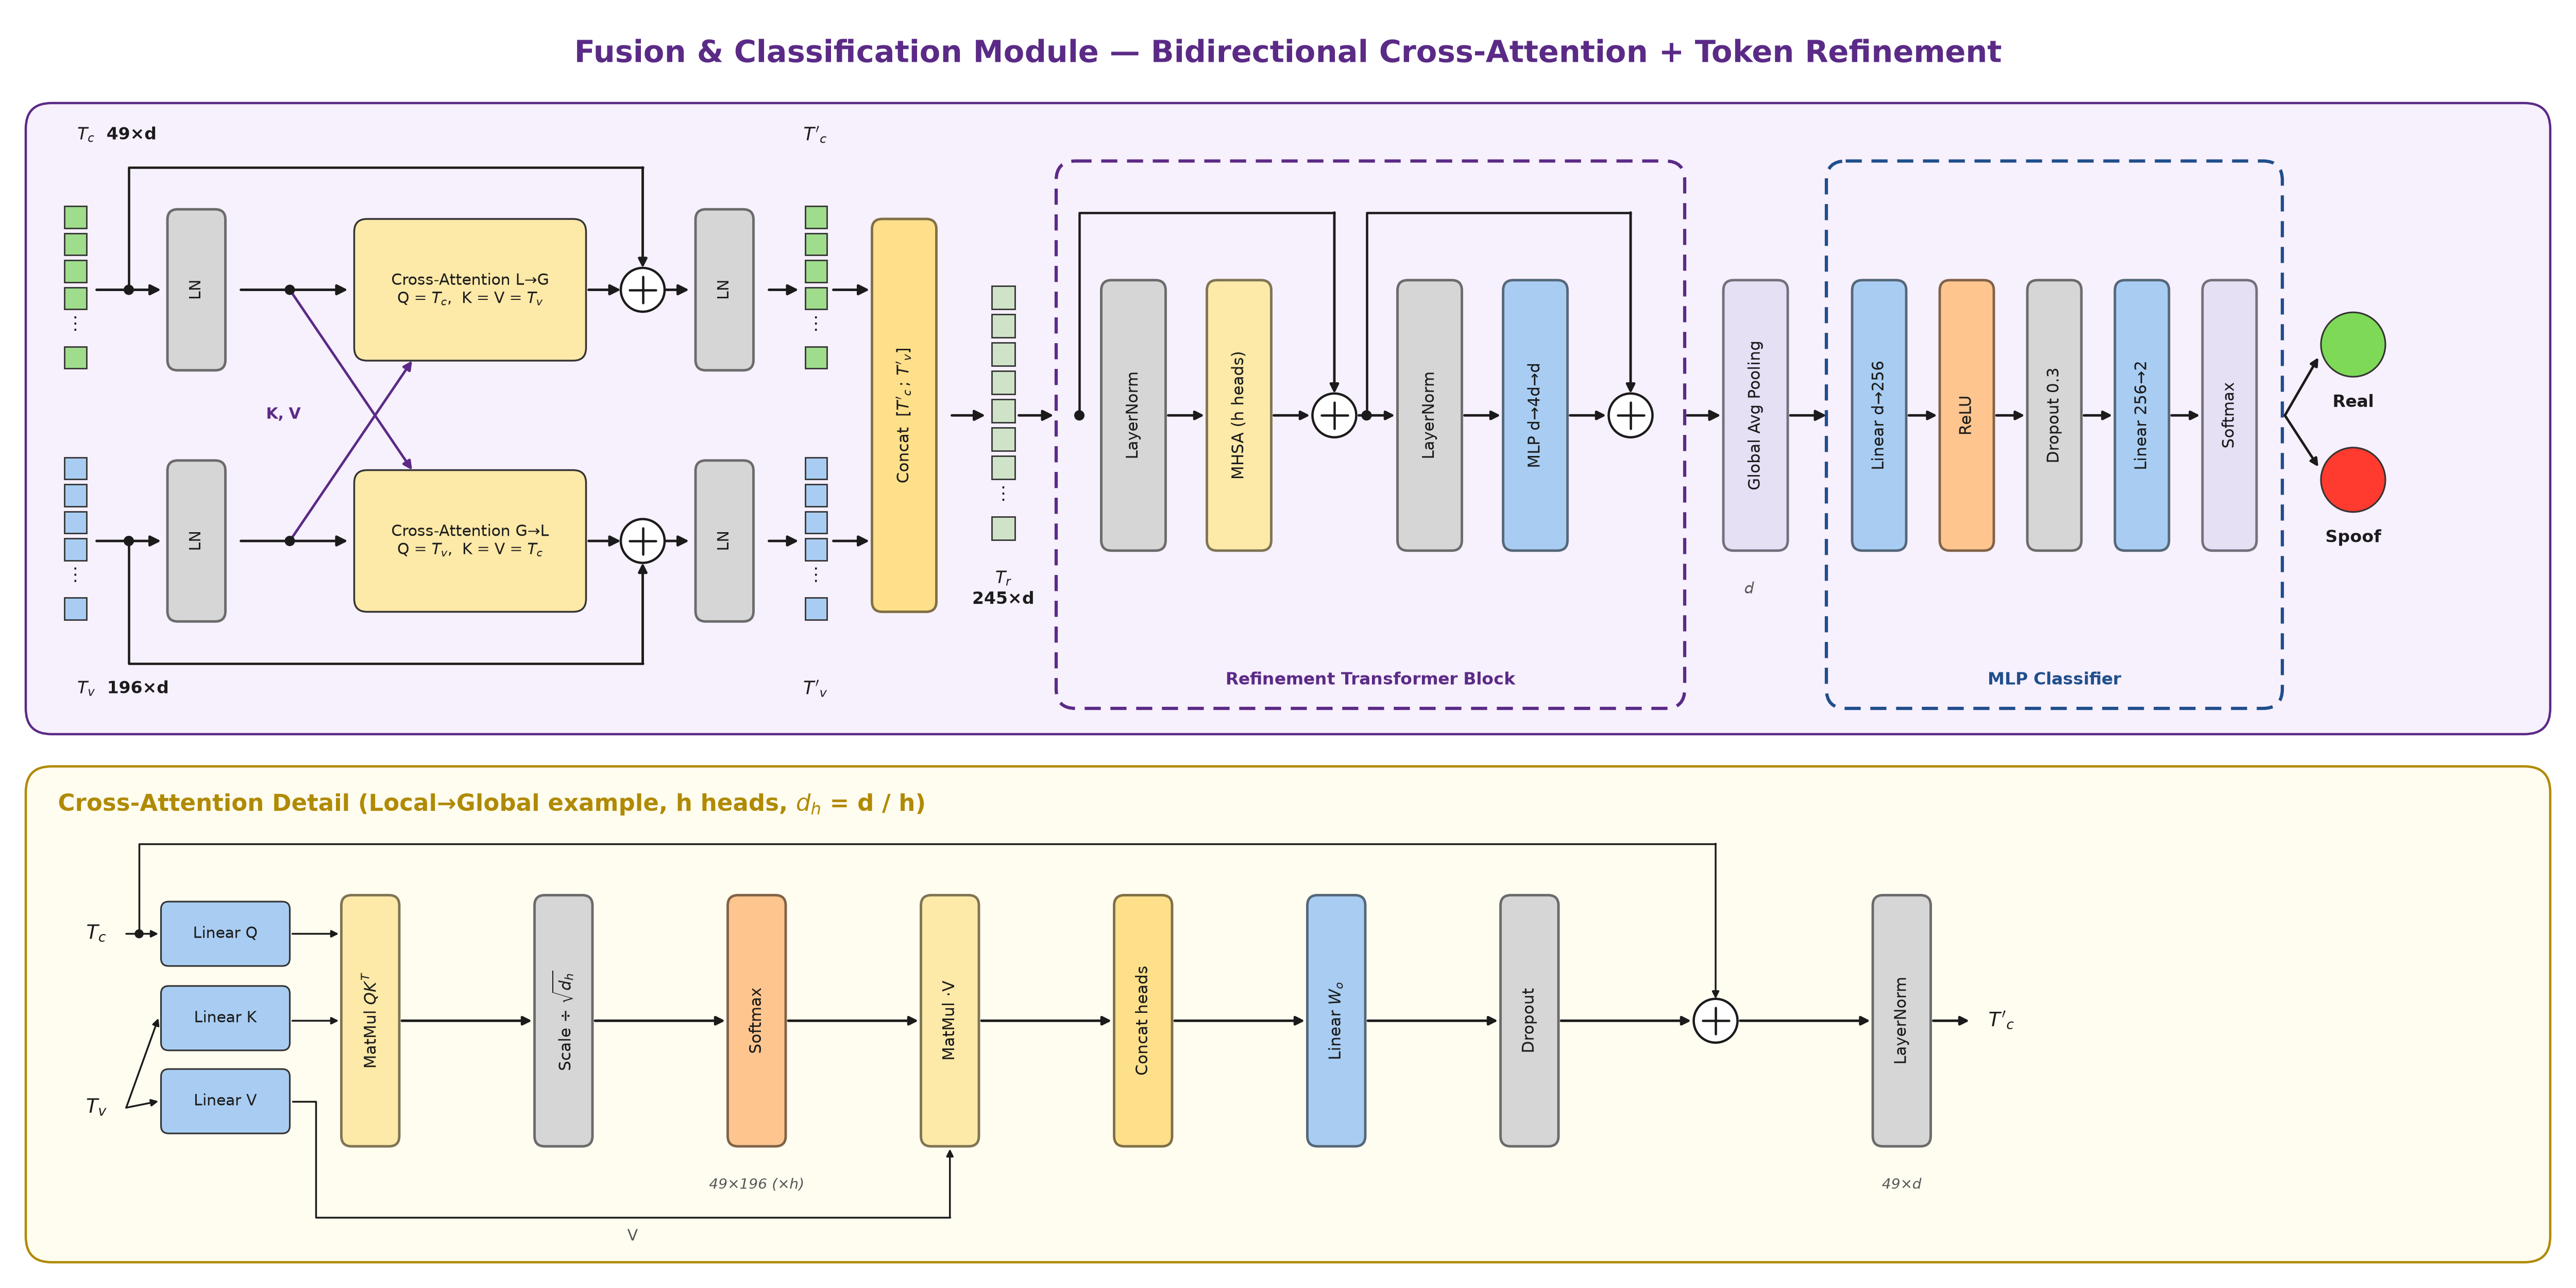 Fusion & Classification Module — Bidirectional Cross-Attention + Token Refinement
T_c 49×d
T'_c
LN
Cross-Attention L→G
Q = T_c, K = V = T_v
LN
K, V
LN
Cross-Attention G→L
Q = T_v, K = V = T_c
LN
T_v 196×d
T'_v
Concat [T'_c ; T'_v]
T_r
245×d
LayerNorm
MHSA (h heads)
LayerNorm
MLP d→4d→d
Refinement Transformer Block
Global Avg Pooling
d
Linear d→256
ReLU
Dropout 0.3
Linear 256→2
Softmax
MLP Classifier
Real
Spoof
Cross-Attention Detail (Local→Global example, h heads, d_h = d / h)
T_c
Linear Q
Linear K
T_v
Linear V
MatMul QK^T
Scale ÷ √d_h
Softmax
49×196 (×h)
V
MatMul ·V
Concat heads
Linear W_o
Dropout
LayerNorm
49×d
T'_c